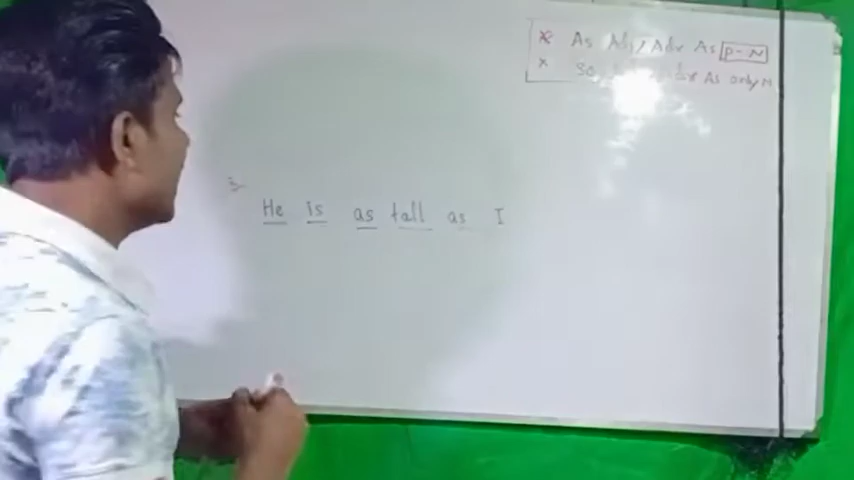 * As Adj/Adv As P-N
* So As only N
He is as tall as I